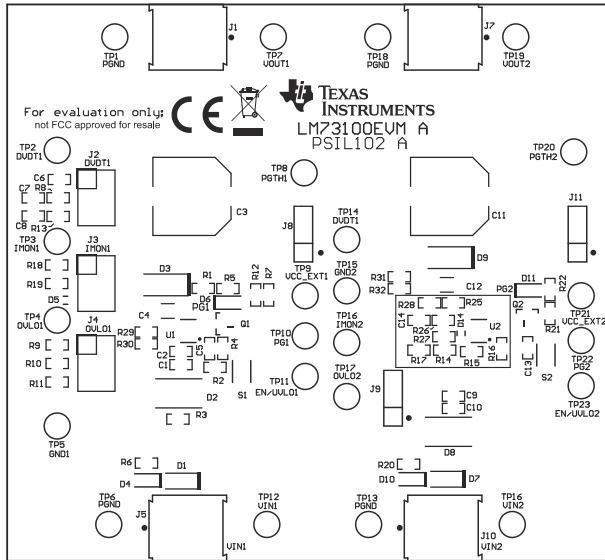 J1
J7
TP1
PGND
TP7
VOUT1
TP18
PGND
TP19
VOUT2
For evaluation only;
not FCC approved for resale
CE
TEXAS
INSTRUMENTS
LM73100EVM A
PSIL102 A
TP2
DVDT1
J2
DVDT1
C6
C7
R8
C8
R13
TP3
IMON1
J3
IMON1
R18
R19
D5
TP4
OVLO1
J4
OVLO1
R9
R10
R11
TP5
GND1
C3
TP8
PGTH1
J8
TP14
DVDT1
C11
TP20
PGTH2
J11
D3
R1
R5
R12
R7
TP9
VCC_EXT1
TP15
GND2
D9
R31
R32
C12
PG2
D11
R22
D6
PG1
C4
U1
Q1
R29
R30
C2
C1
C5
R4
R2
S1
D2
R3
TP10
PG1
TP16
IMON2
TP11
EN/UVLO1
TP17
OVLO2
R28
R25
C14
R26
R27
D14
U2
R17
R14
R15
R16
Q2
R21
C13
S2
TP21
VCC_EXT2
TP22
PG2
TP23
EN/UVLO2
J9
C9
C10
D8
R6
D1
D4
R20
D10
D7
TP6
PGND
J5
VIN1
TP12
VIN1
TP13
PGND
J10
VIN2
TP16
VIN2